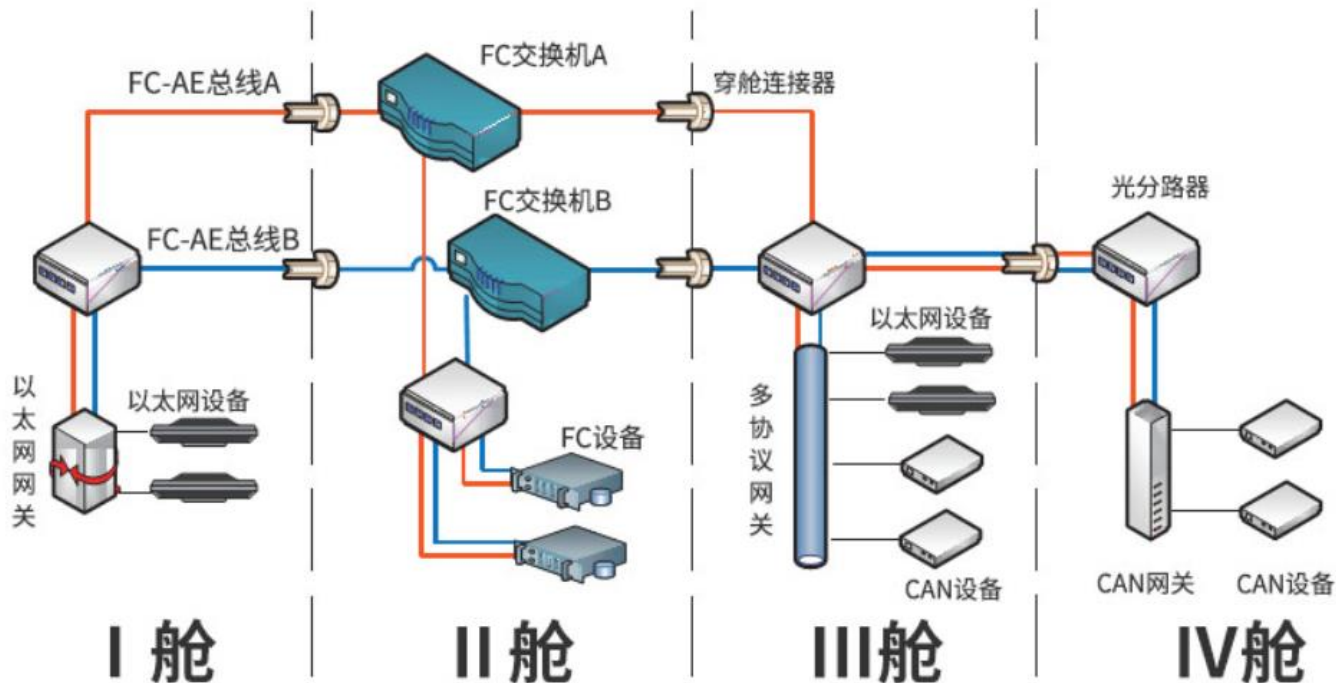 FC交换机A
FC-AE总线A
穿舱连接器
FC交换机B
光分路器
FC-AE总线B
以太网设备
以太网网关
以太网设备
FC设备
多协议网关
CAN设备
CAN网关
CAN设备
I 舱
II舱
III舱
IV舱